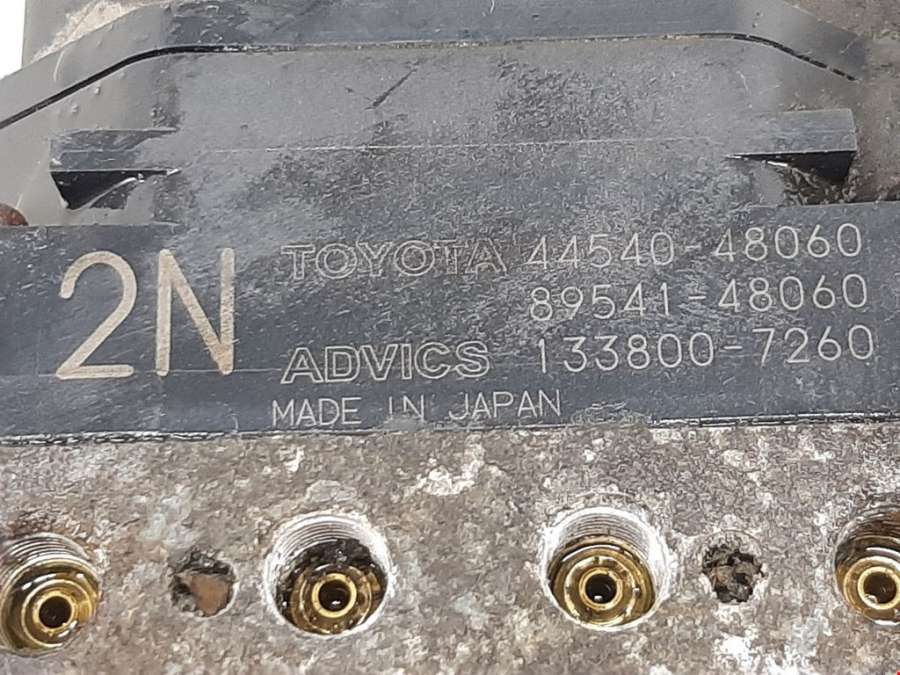 2N TOYOTA 44540-48060
89541-48060
ADVICS 133800-7260
MADE IN JAPAN